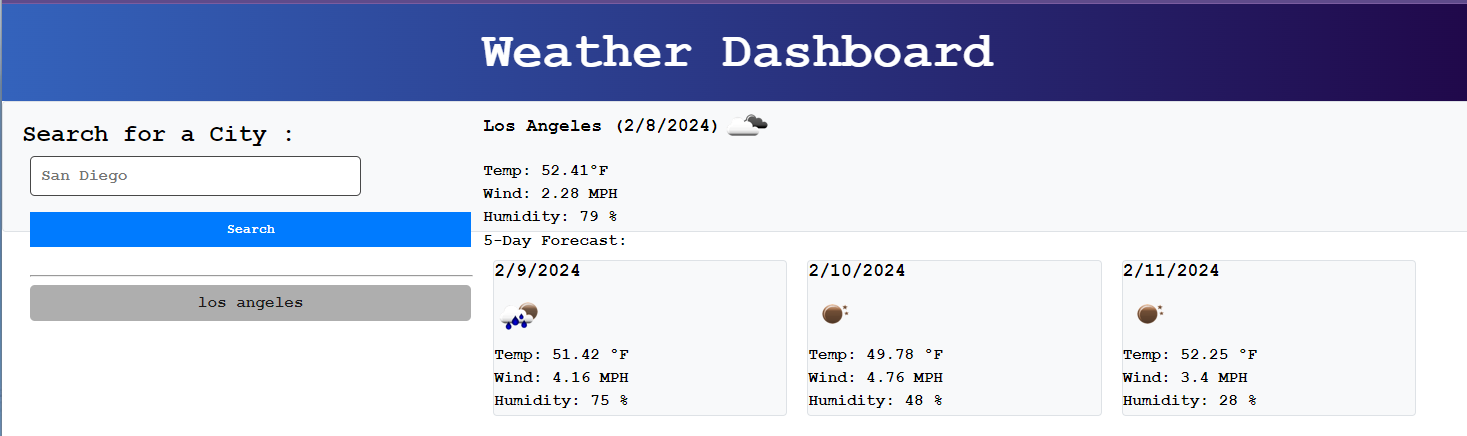 Weather Dashboard
Search for a City :
San Diego
Search
los angeles
Los Angeles (2/8/2024)
Temp: 52.41°F
Wind: 2.28 MPH
Humidity: 79 %
5-Day Forecast:
2/9/2024
Temp: 51.42 °F
Wind: 4.16 MPH
Humidity: 75 %
2/10/2024
Temp: 49.78 °F
Wind: 4.76 MPH
Humidity: 48 %
2/11/2024
Temp: 52.25 °F
Wind: 3.4 MPH
Humidity: 28 %